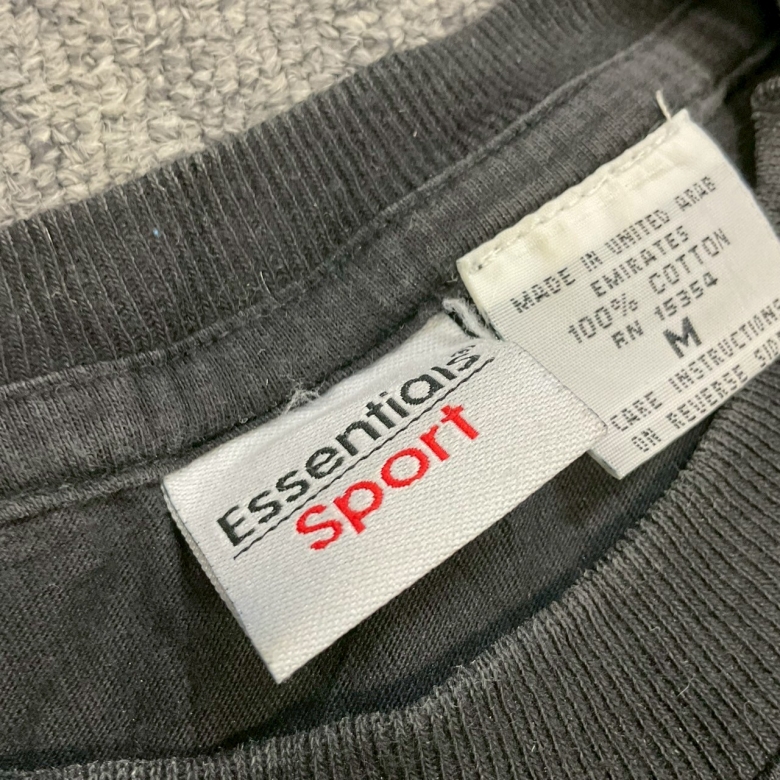 Essentials
Sport
MADE IN UNITED ARAB
EMIRATES
100% COTTON
RN 15354
M
CARE INSTRUCTIONS
ON REVERSE SIDE